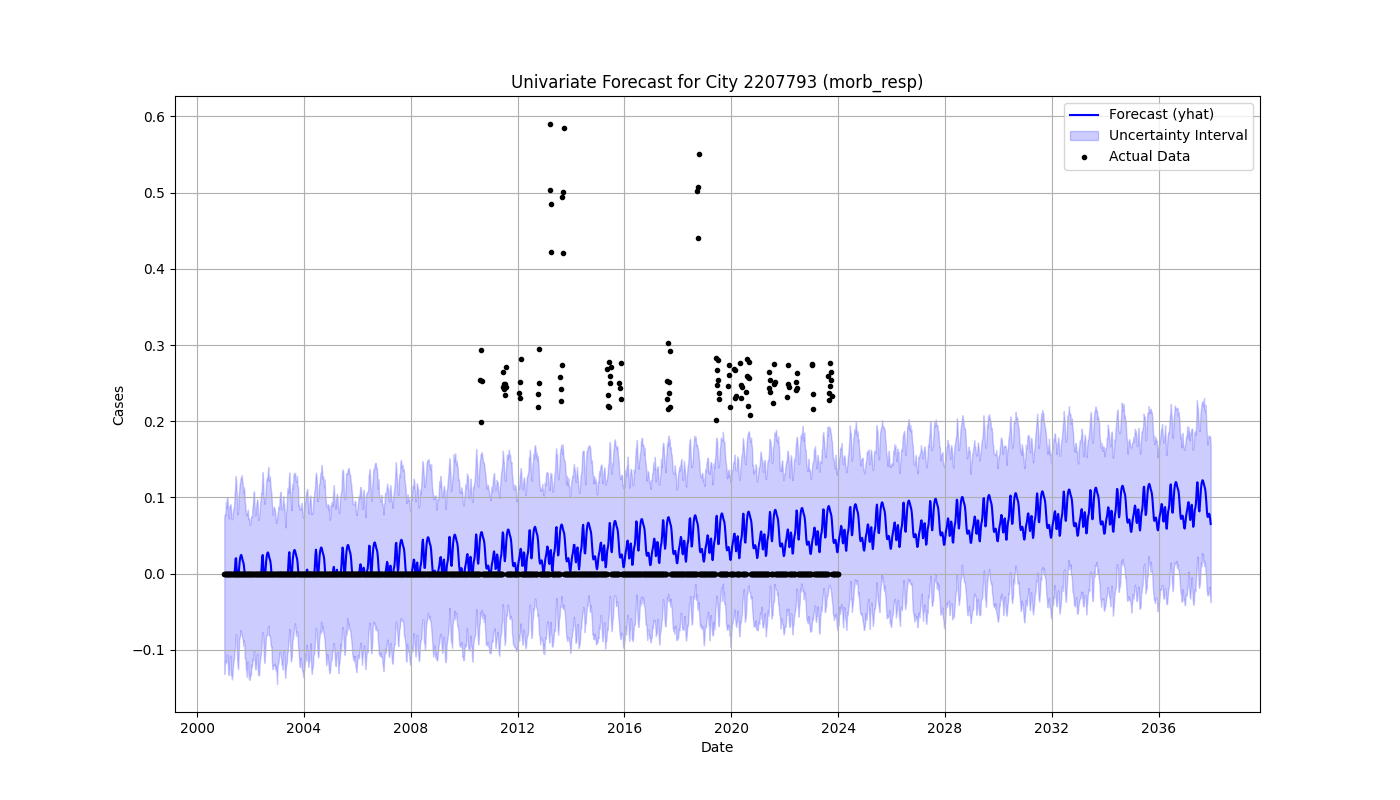 Univariate Forecast for City 2207793 (morb_resp)
Forecast (yhat)
Uncertainty Interval
Actual Data
Cases
0.6
0.5
0.4
0.3
0.2
0.1
0.0
−0.1
2000 2004 2008 2012 2016 2020 2024 2028 2032 2036
Date